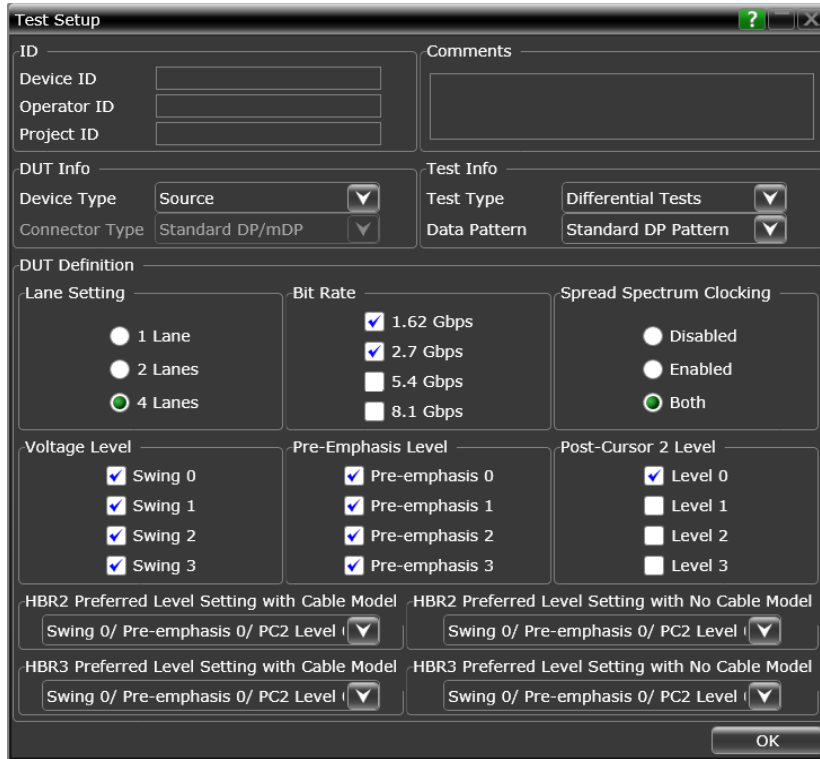 Test Setup ?
ID
Device ID
Operator ID
Project ID
Comments
DUT Info
Device Type Source
Connector Type Standard DP/mDP
Test Info
Test Type Differential Tests
Data Pattern Standard DP Pattern
DUT Definition
Lane Setting
1 Lane
2 Lanes
4 Lanes
Bit Rate
1.62 Gbps
2.7 Gbps
5.4 Gbps
8.1 Gbps
Spread Spectrum Clocking
Disabled
Enabled
Both
Voltage Level
Swing 0
Swing 1
Swing 2
Swing 3
Pre-Emphasis Level
Pre-emphasis 0
Pre-emphasis 1
Pre-emphasis 2
Pre-emphasis 3
Post-Cursor 2 Level
Level 0
Level 1
Level 2
Level 3
HBR2 Preferred Level Setting with Cable Model
Swing 0/ Pre-emphasis 0/ PC2 Level
HBR2 Preferred Level Setting with No Cable Model
Swing 0/ Pre-emphasis 0/ PC2 Level
HBR3 Preferred Level Setting with Cable Model
Swing 0/ Pre-emphasis 0/ PC2 Level
HBR3 Preferred Level Setting with No Cable Model
Swing 0/ Pre-emphasis 0/ PC2 Level
OK